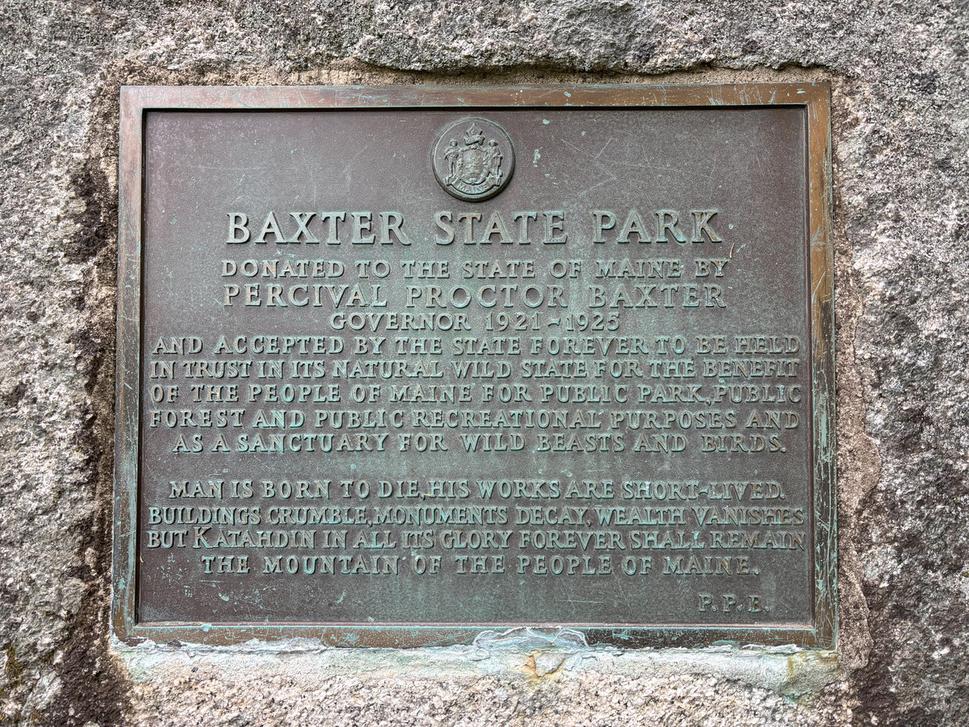 MAINE
BAXTER STATE PARK
DONATED TO THE STATE OF MAINE BY
PERCIVAL PROCTOR BAXTER
GOVERNOR 1921-1925
AND ACCEPTED BY THE STATE FOREVER TO BE HELD
IN TRUST IN ITS NATURAL WILD STATE FOR THE BENEFIT
OF THE PEOPLE OF MAINE FOR PUBLIC PARK, PUBLIC
FOREST AND PUBLIC RECREATIONAL PURPOSES AND
AS A SANCTUARY FOR WILD BEASTS AND BIRDS.
MAN IS BORN TO DIE, HIS WORKS ARE SHORT-LIVED.
BUILDINGS CRUMBLE, MONUMENTS DECAY, WEALTH VANISHES
BUT KATAHDIN IN ALL ITS GLORY FOREVER SHALL REMAIN
THE MOUNTAIN OF THE PEOPLE OF MAINE.
P. P. B.